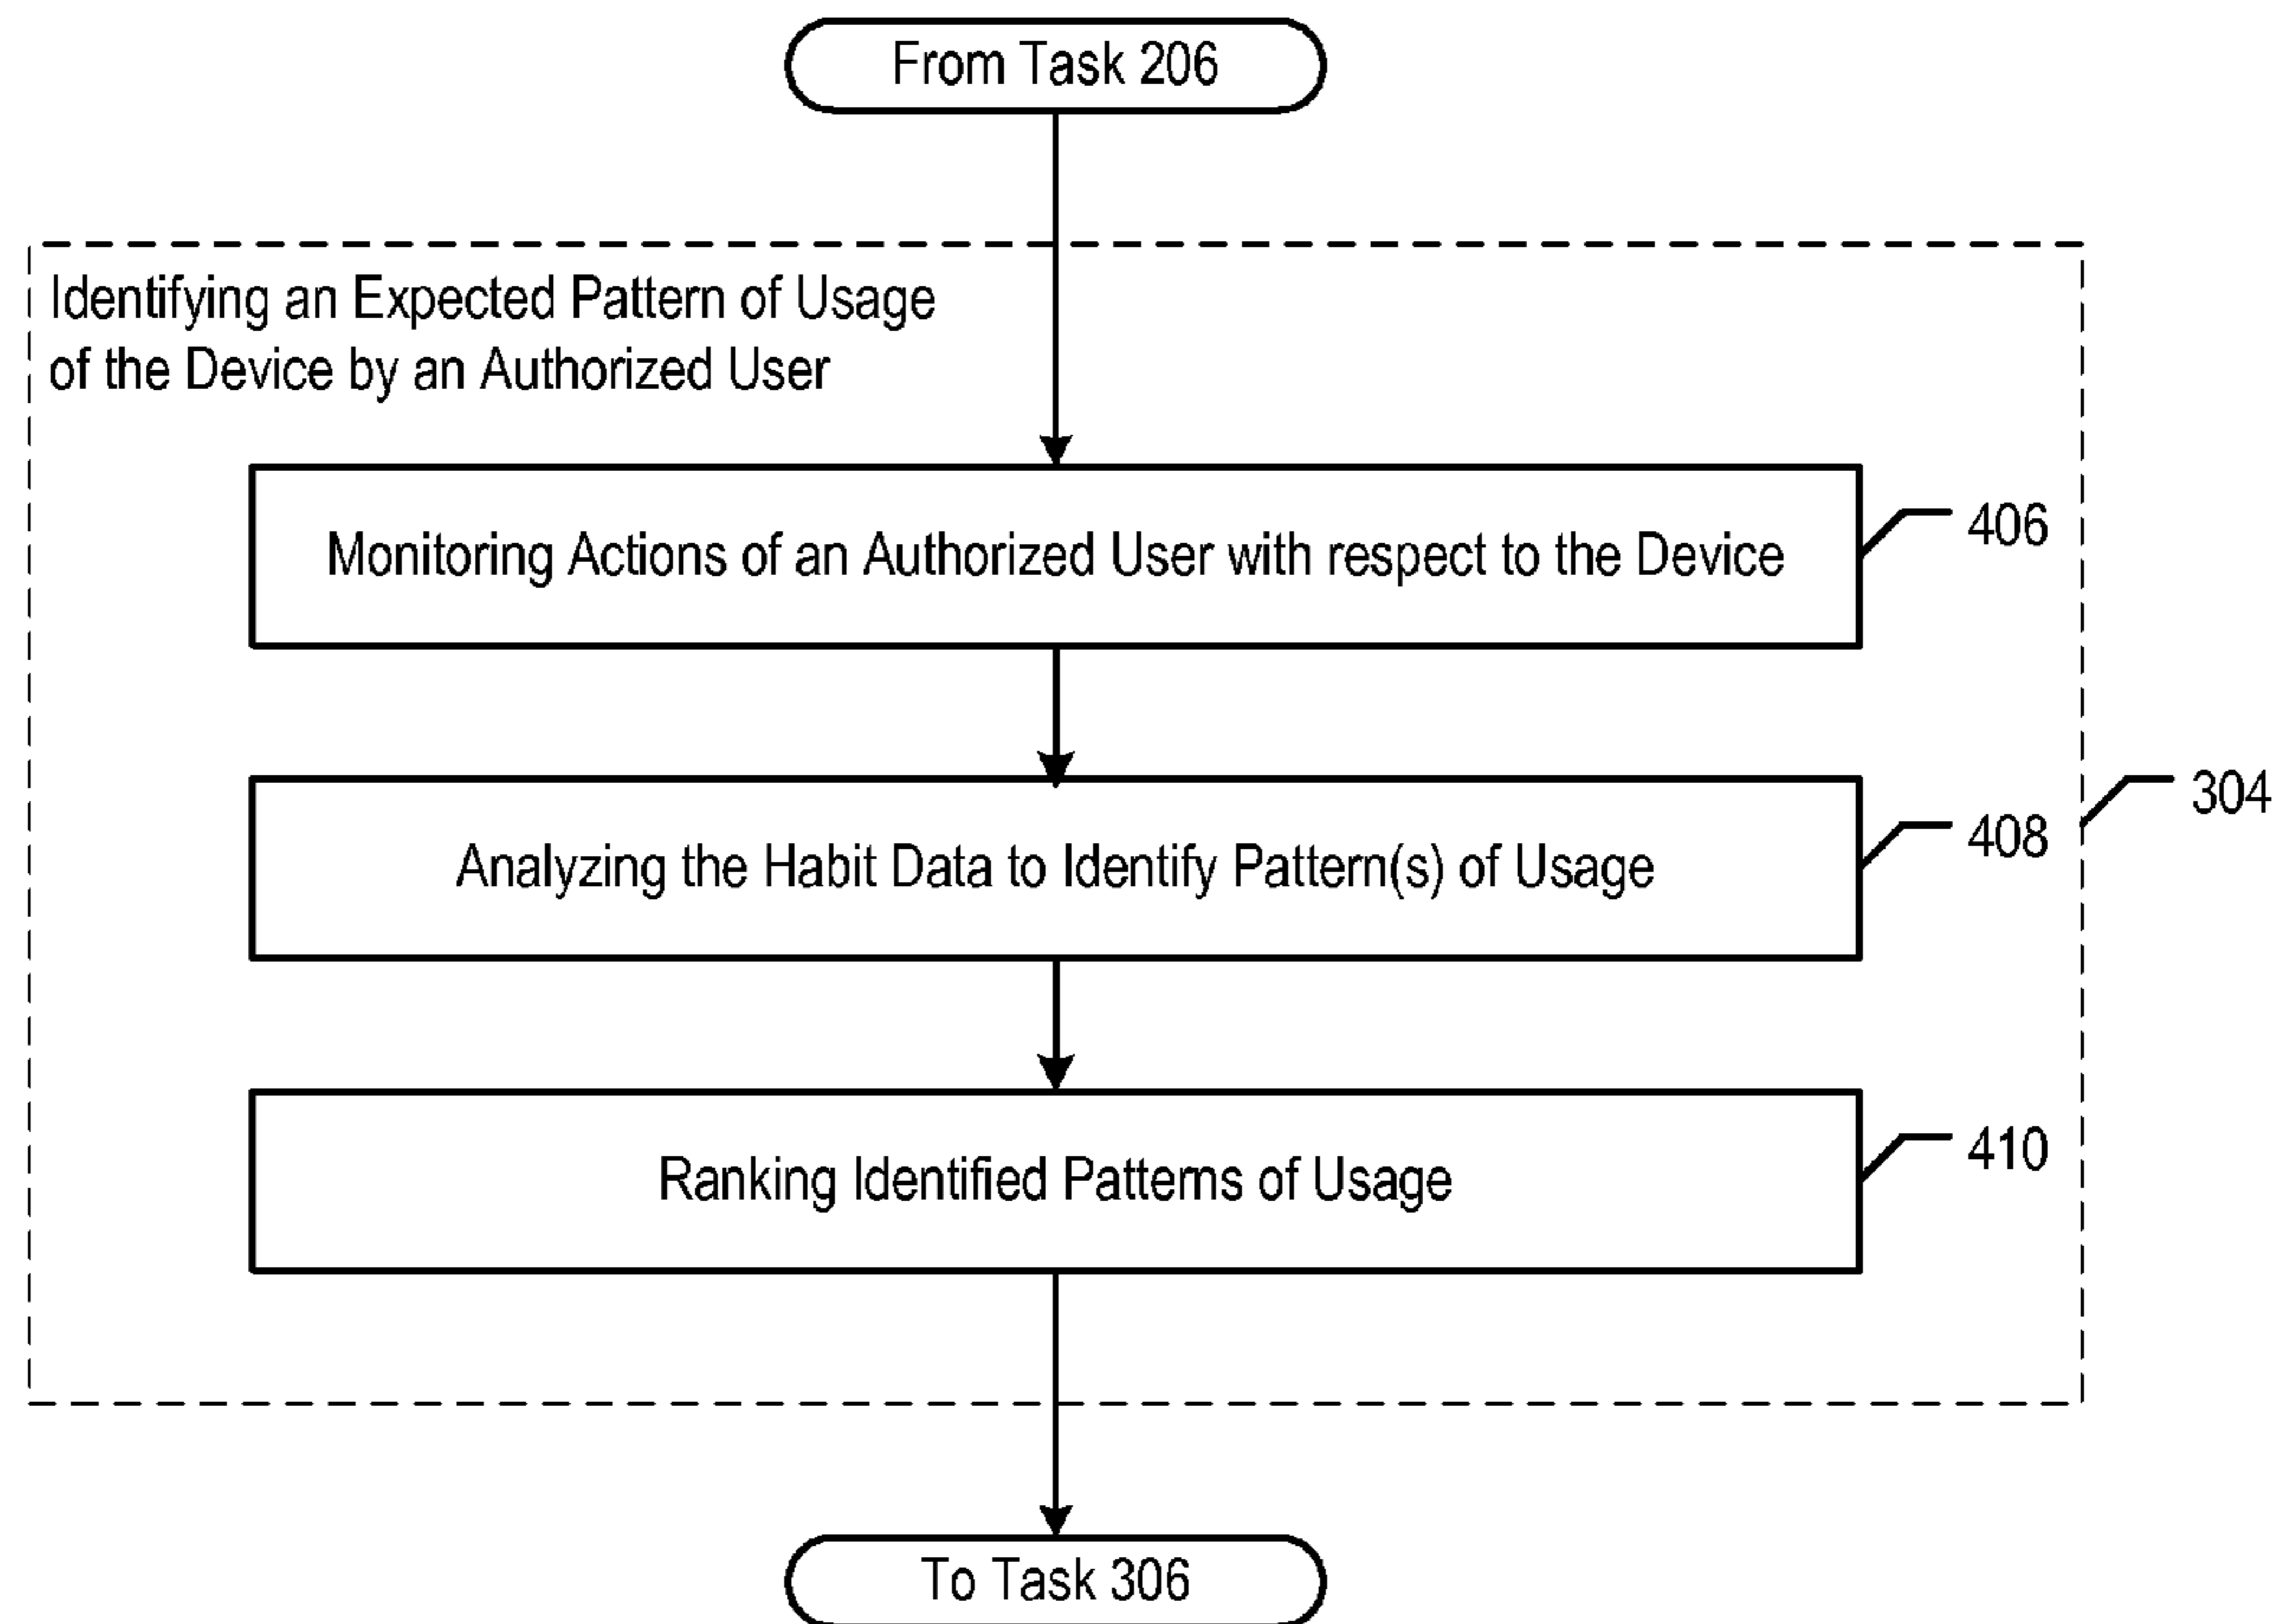 From Task 206
Identifying an Expected Pattern of Usage
of the Device by an Authorized User
Monitoring Actions of an Authorized User with respect to the Device
406
Analyzing the Habit Data to Identify Pattern(s) of Usage
408
304
Ranking Identified Patterns of Usage
410
To Task 306